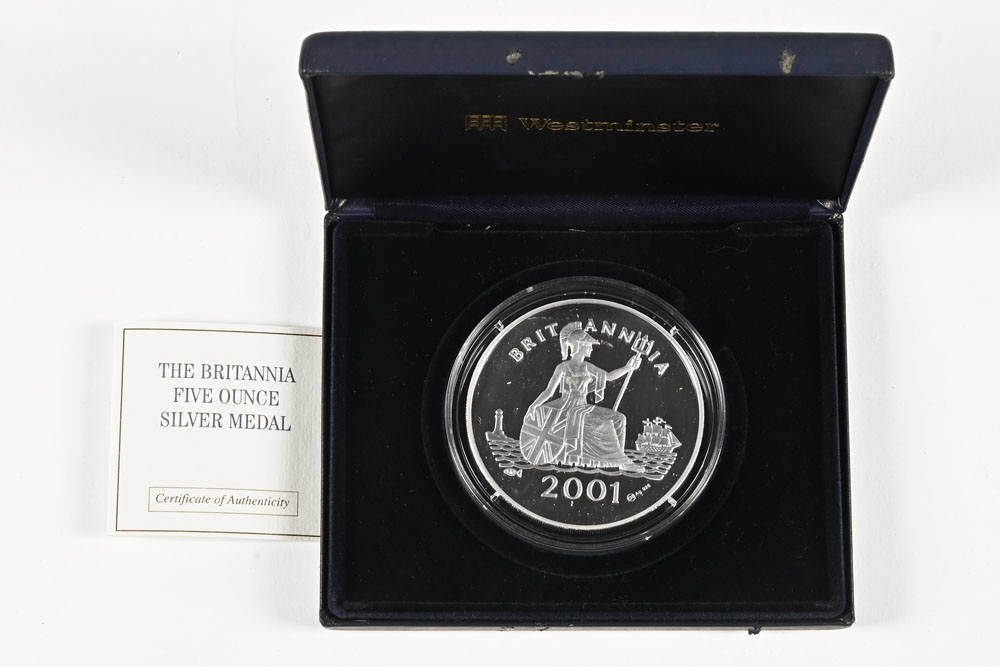 Westminster
BRITANNIA
2001
THE BRITANNIA
FIVE OUNCE
SILVER MEDAL
Certificate of Authenticity